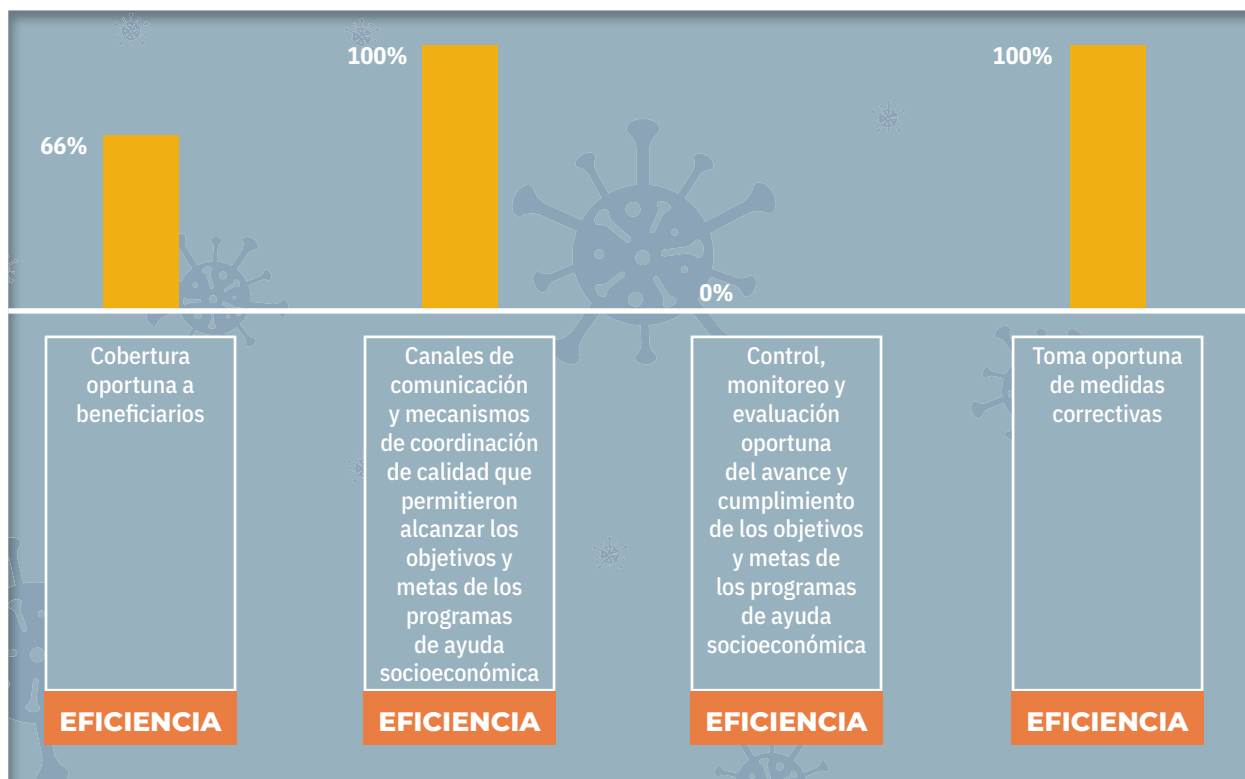 66%
100%
0%
100%
Cobertura
oportuna a
beneficiarios
Canales de
comunicación
y mecanismos
de coordinación
de calidad que
permitieron
alcanzar los
objetivos y
metas de los
programas
de ayuda
socioeconómica
Control,
monitoreo y
evaluación
oportuna
del avance y
cumplimiento
de los objetivos
y metas de
los programas
de ayuda
socioeconómica
Toma oportuna
de medidas
correctivas
EFICIENCIA
EFICIENCIA
EFICIENCIA
EFICIENCIA